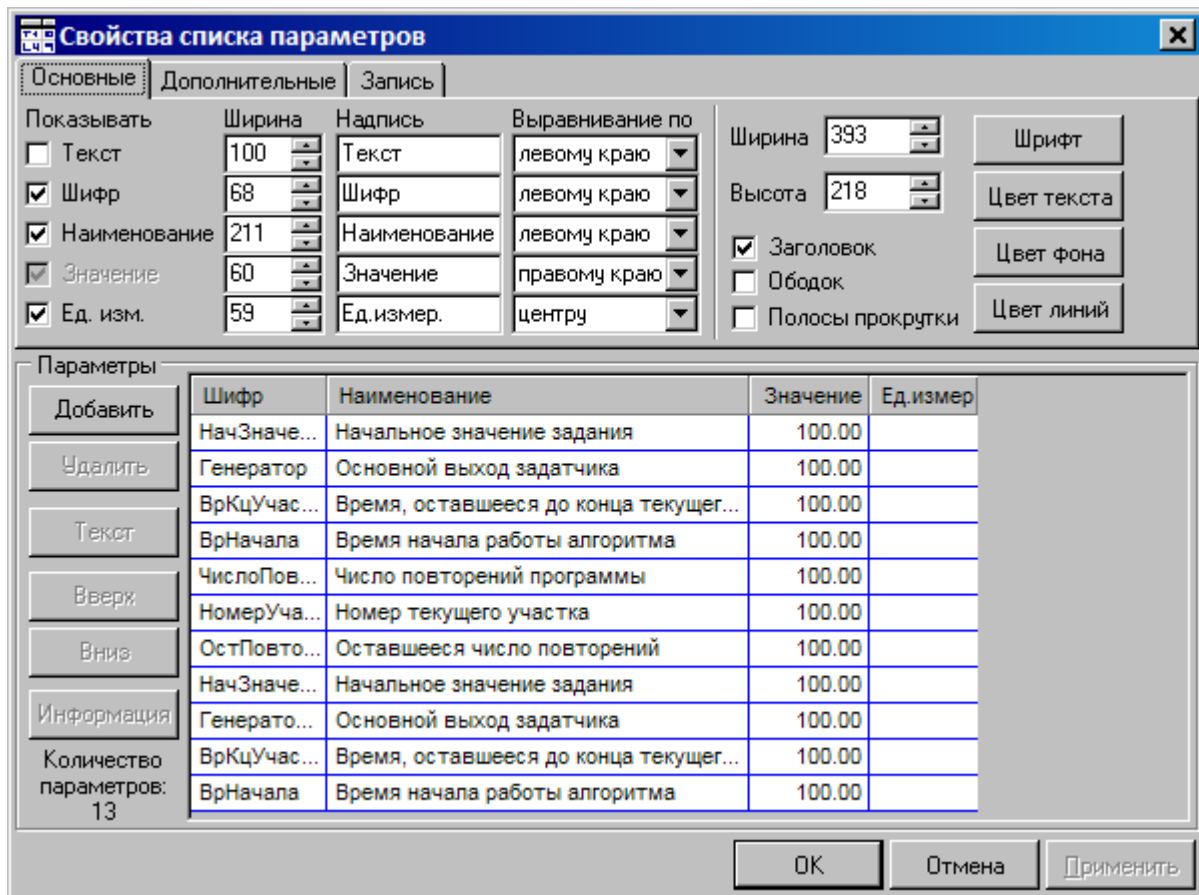 Свойства списка параметров
Основные Дополнительные Запись
Показывать Ширина Надпись Выравнивание по
Текст 100 Текст левому краю
Шифр 68 Шифр левому краю
Наименование 211 Наименование левому краю
Значение 60 Значение правому краю
Ед. изм. 59 Ед.измер. центру
Ширина 393 Шрифт
Высота 218 Цвет текста
Заголовок Цвет фона
Ободок
Полосы прокрутки Цвет линий
Параметры
Добавить
Удалить
Текст
Вверх
Вниз
Информация
Количество
параметров:
13
Шифр Наименование Значение Ед.измер
НачЗначе... Начальное значение задания 100.00
Генератор Основной выход задатчика 100.00
ВрКцУчас... Время, оставшееся до конца текущег... 100.00
ВрНачала Время начала работы алгоритма 100.00
ЧислоПов... Число повторений программы 100.00
НомерУча... Номер текущего участка 100.00
ОстПовто... Оставшееся число повторений 100.00
НачЗначе... Начальное значение задания 100.00
Генерато... Основной выход задатчика 100.00
ВрКцУчас... Время, оставшееся до конца текущег... 100.00
ВрНачала Время начала работы алгоритма 100.00
OK Отмена Применить